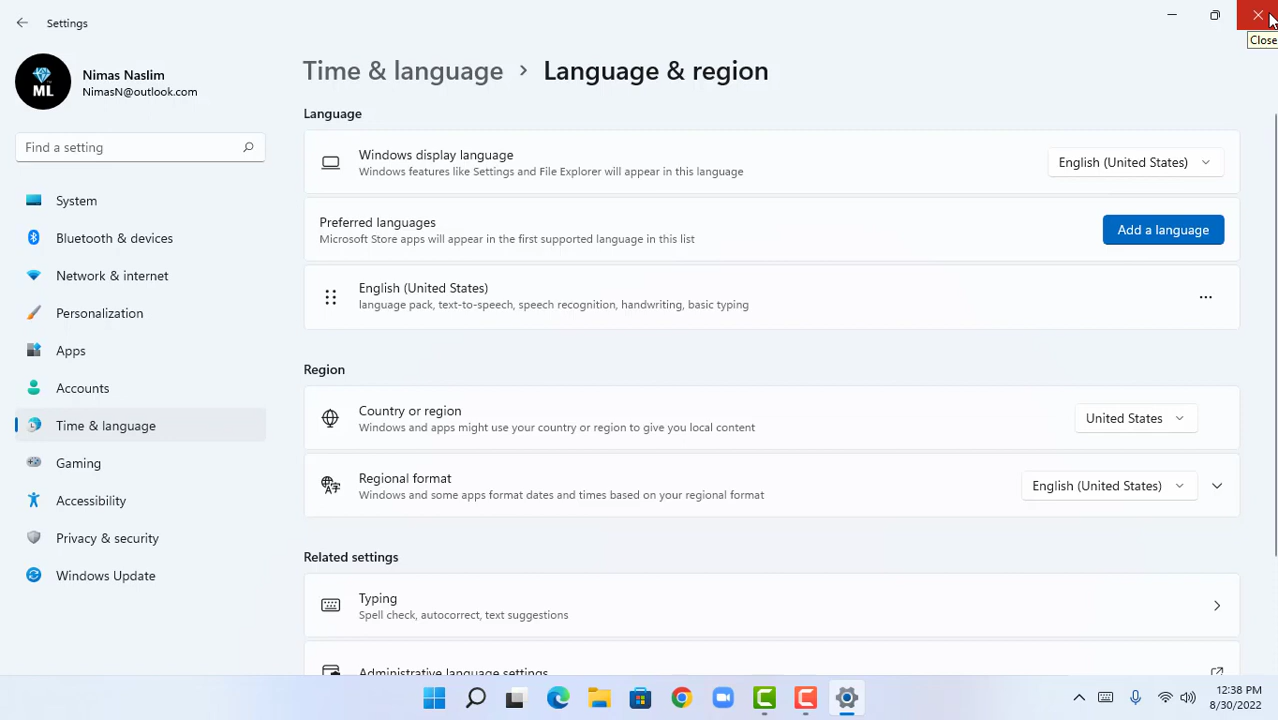 Settings
Close
ML
Nimas Naslim
NimasN@outlook.com
Find a setting
System
Bluetooth & devices
Network & internet
Personalization
Apps
Accounts
Time & language
Gaming
Accessibility
Privacy & security
Windows Update
Time & language > Language & region
Language
Windows display language
Windows features like Settings and File Explorer will appear in this language
English (United States)
Preferred languages
Microsoft Store apps will appear in the first supported language in this list
Add a language
English (United States)
language pack, text-to-speech, speech recognition, handwriting, basic typing
Region
Country or region
Windows and apps might use your country or region to give you local content
United States
Regional format
Windows and some apps format dates and times based on your regional format
English (United States)
Related settings
Typing
Spell check, autocorrect, text suggestions
Administrative language settings
12:38 PM
8/30/2022